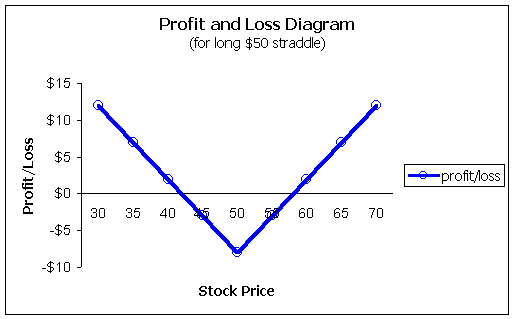 Profit and Loss Diagram
(for long $50 straddle)
$15
$10
$5
$0
-$5
-$10
30 35 40 45 50 55 60 65 70
Profit/Loss
Stock Price
profit/loss